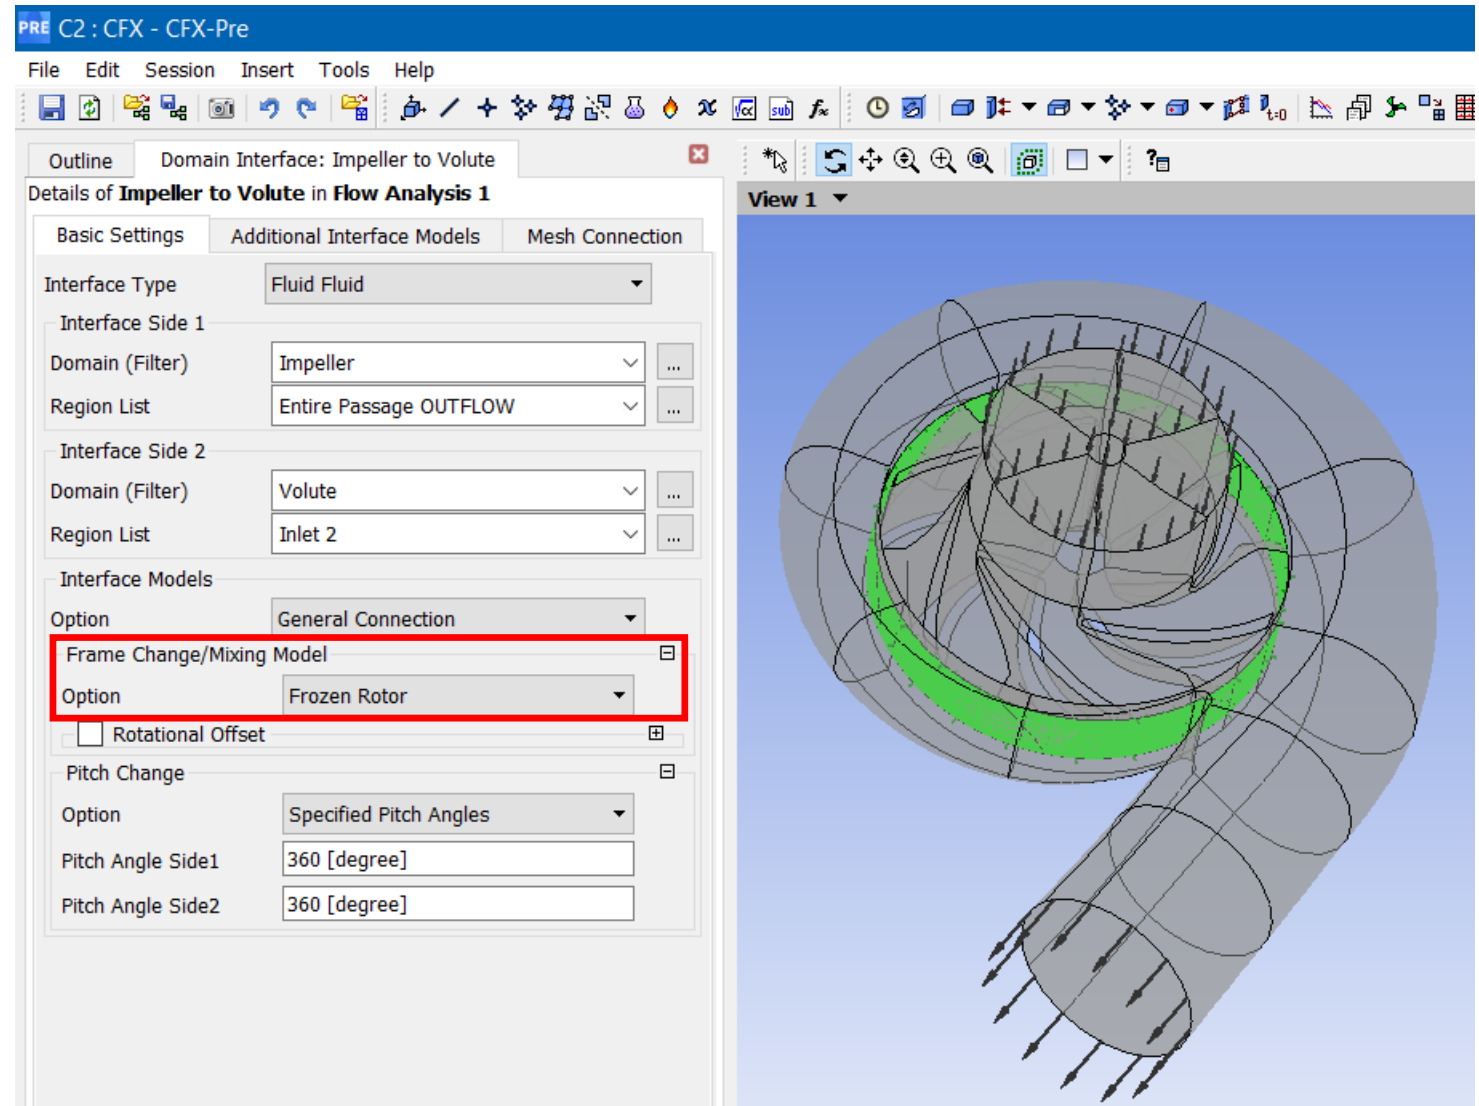 PRE C2 : CFX - CFX-Pre
File Edit Session Insert Tools Help
√α sub fx t=0
Outline Domain Interface: Impeller to Volute
Details of Impeller to Volute in Flow Analysis 1
View 1
Basic Settings Additional Interface Models Mesh Connection
Interface Type Fluid Fluid
Interface Side 1
Domain (Filter) Impeller ...
Region List Entire Passage OUTFLOW ...
Interface Side 2
Domain (Filter) Volute ...
Region List Inlet 2 ...
Interface Models
Option General Connection
Frame Change/Mixing Model
Option Frozen Rotor
Rotational Offset
Pitch Change
Option Specified Pitch Angles
Pitch Angle Side1 360 [degree]
Pitch Angle Side2 360 [degree]